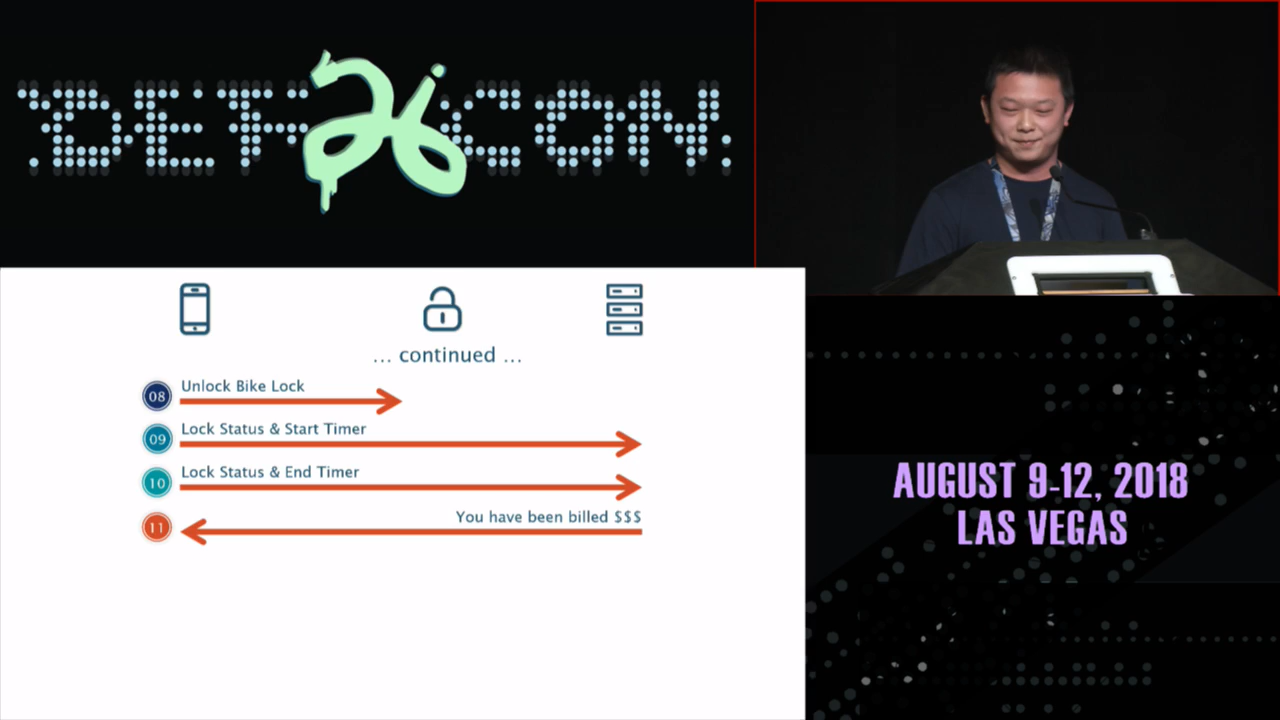 DEF 26 CON
... continued ...
08 Unlock Bike Lock
09 Lock Status & Start Timer
10 Lock Status & End Timer
11 You have been billed $$$
AUGUST 9-12, 2018
LAS VEGAS